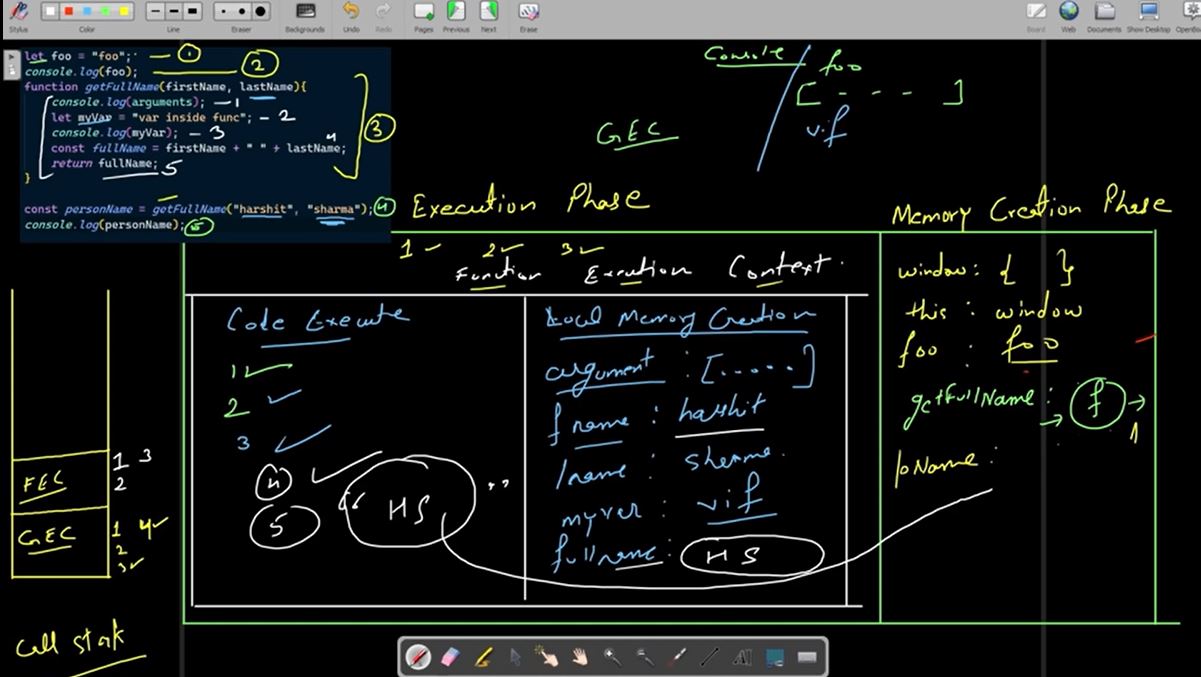 Stylus
Color
Line
Eraser
Backgrounds
Undo
Redo
Pages
Previous
Next
Erase
Board
Web
Documents
Show Desktop
OpenBoard
let foo = "foo"; 1
console.log(foo); 2
function getFullName(firstName, lastName){
console.log(arguments); 1
let myVar = "var inside func"; 2
console.log(myVar); 3
const fullName = firstName + " " + lastName; 4
return fullName; 5
} 3
const personName = getFullName("harshit", "sharma"); 4
console.log(personName); 5
Console
foo
[ - - - ]
vif
GEC
Execution Phase
Memory Creation Phase
1 2 3
Function Execution Context.
Code Execute
1
2
3
4
5 "HS"
Local Memory Creation
argument : [.....]
fname : harshit
lname : sharma.
myvar : vif
fullname : HS
window : { }
this : window
foo : foo
getFullName : f
1
pName :
FEC 1 3
2
GEC 1 4
2
3
Call stack